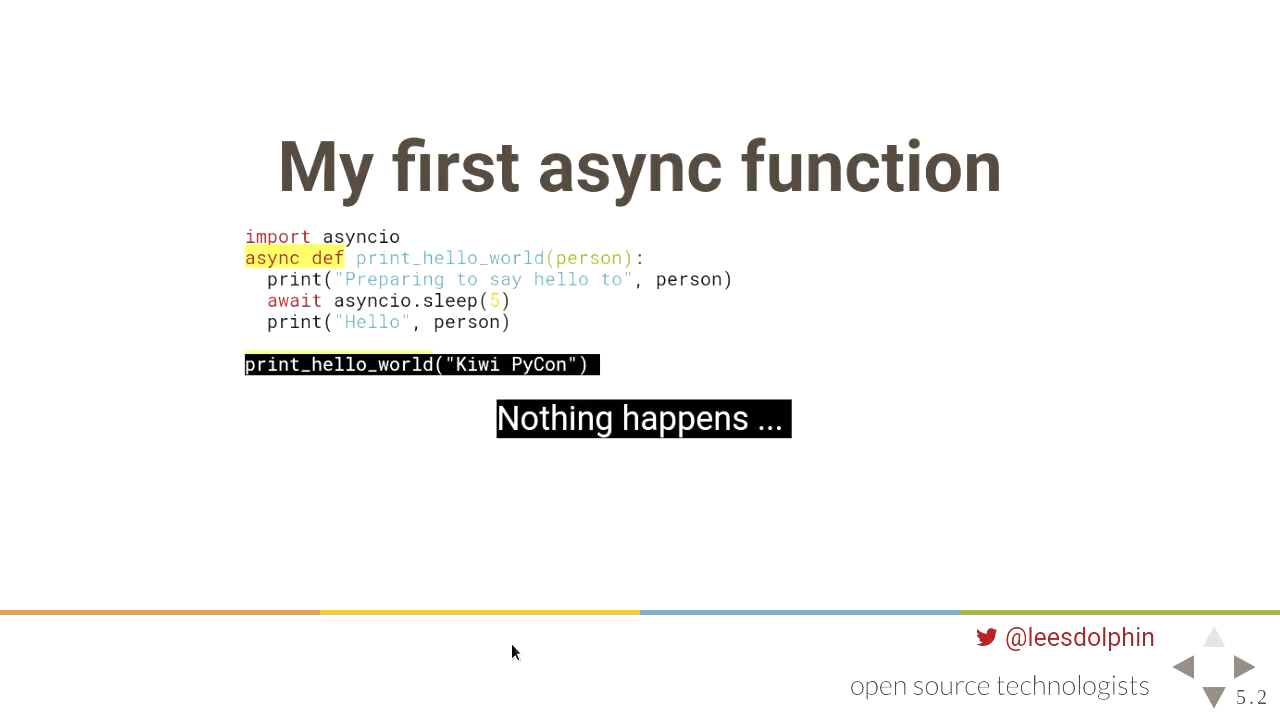 My first async function
import asyncio
async def print_hello_world(person):
  print("Preparing to say hello to", person)
  await asyncio.sleep(5)
  print("Hello", person)
print_hello_world("Kiwi PyCon")
Nothing happens ...
@leesdolphin
open source technologists
5.2